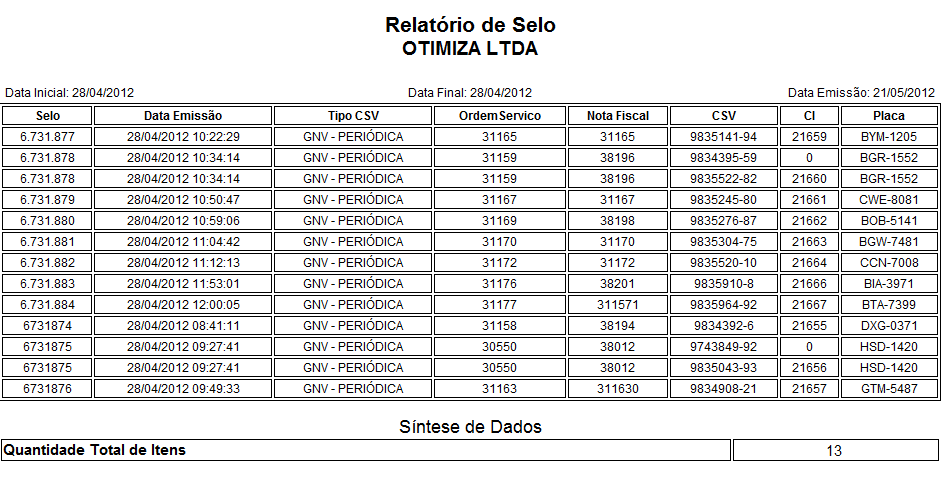 Relatório de Selo
OTIMIZA LTDA
Data Inicial: 28/04/2012 Data Final: 28/04/2012 Data Emissão: 21/05/2012
Selo Data Emissão Tipo CSV OrdemServico Nota Fiscal CSV CI Placa
6.731.877 28/04/2012 10:22:29 GNV - PERIÓDICA 31165 31165 9835141-94 21659 BYM-1205
6.731.878 28/04/2012 10:34:14 GNV - PERIÓDICA 31159 38196 9834395-59 0 BGR-1552
6.731.878 28/04/2012 10:34:14 GNV - PERIÓDICA 31159 38196 9835522-82 21660 BGR-1552
6.731.879 28/04/2012 10:50:47 GNV - PERIÓDICA 31167 31167 9835245-80 21661 CWE-8081
6.731.880 28/04/2012 10:59:06 GNV - PERIÓDICA 31169 38198 9835276-87 21662 BOB-5141
6.731.881 28/04/2012 11:04:42 GNV - PERIÓDICA 31170 31170 9835304-75 21663 BGW-7481
6.731.882 28/04/2012 11:12:13 GNV - PERIÓDICA 31172 31172 9835520-10 21664 CCN-7008
6.731.883 28/04/2012 11:53:01 GNV - PERIÓDICA 31176 38201 9835910-8 21666 BIA-3971
6.731.884 28/04/2012 12:00:05 GNV - PERIÓDICA 31177 311571 9835964-92 21667 BTA-7399
6731874 28/04/2012 08:41:11 GNV - PERIÓDICA 31158 38194 9834392-6 21655 DXG-0371
6731875 28/04/2012 09:27:41 GNV - PERIÓDICA 30550 38012 9743849-92 0 HSD-1420
6731875 28/04/2012 09:27:41 GNV - PERIÓDICA 30550 38012 9835043-93 21656 HSD-1420
6731876 28/04/2012 09:49:33 GNV - PERIÓDICA 31163 311630 9834908-21 21657 GTM-5487
Síntese de Dados
Quantidade Total de Itens 13